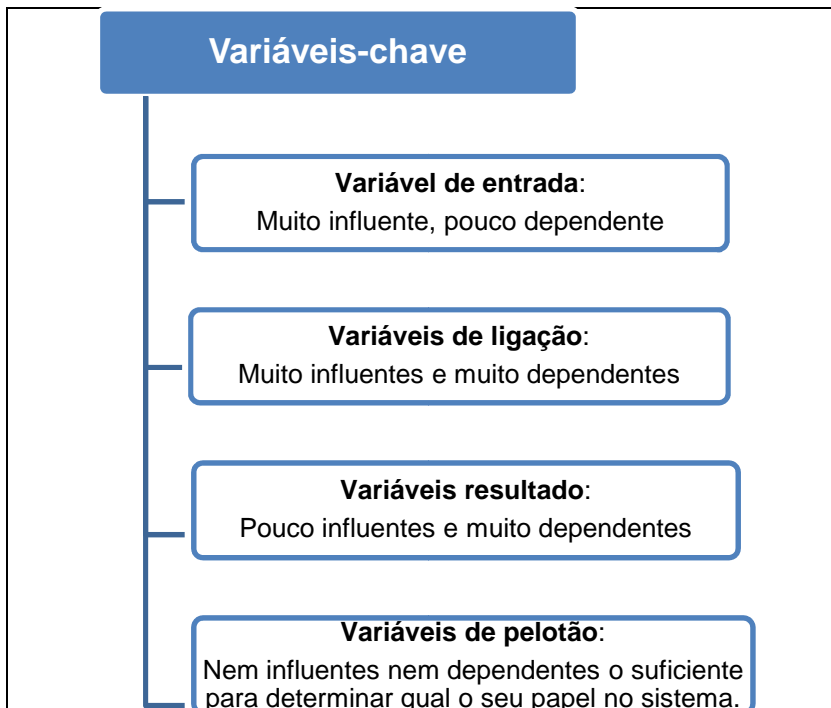 Variáveis-chave
Variável de entrada:
Muito influente, pouco dependente
Variáveis de ligação:
Muito influentes e muito dependentes
Variáveis resultado:
Pouco influentes e muito dependentes
Variáveis de pelotão:
Nem influentes nem dependentes o suficiente
para determinar qual o seu papel no sistema.